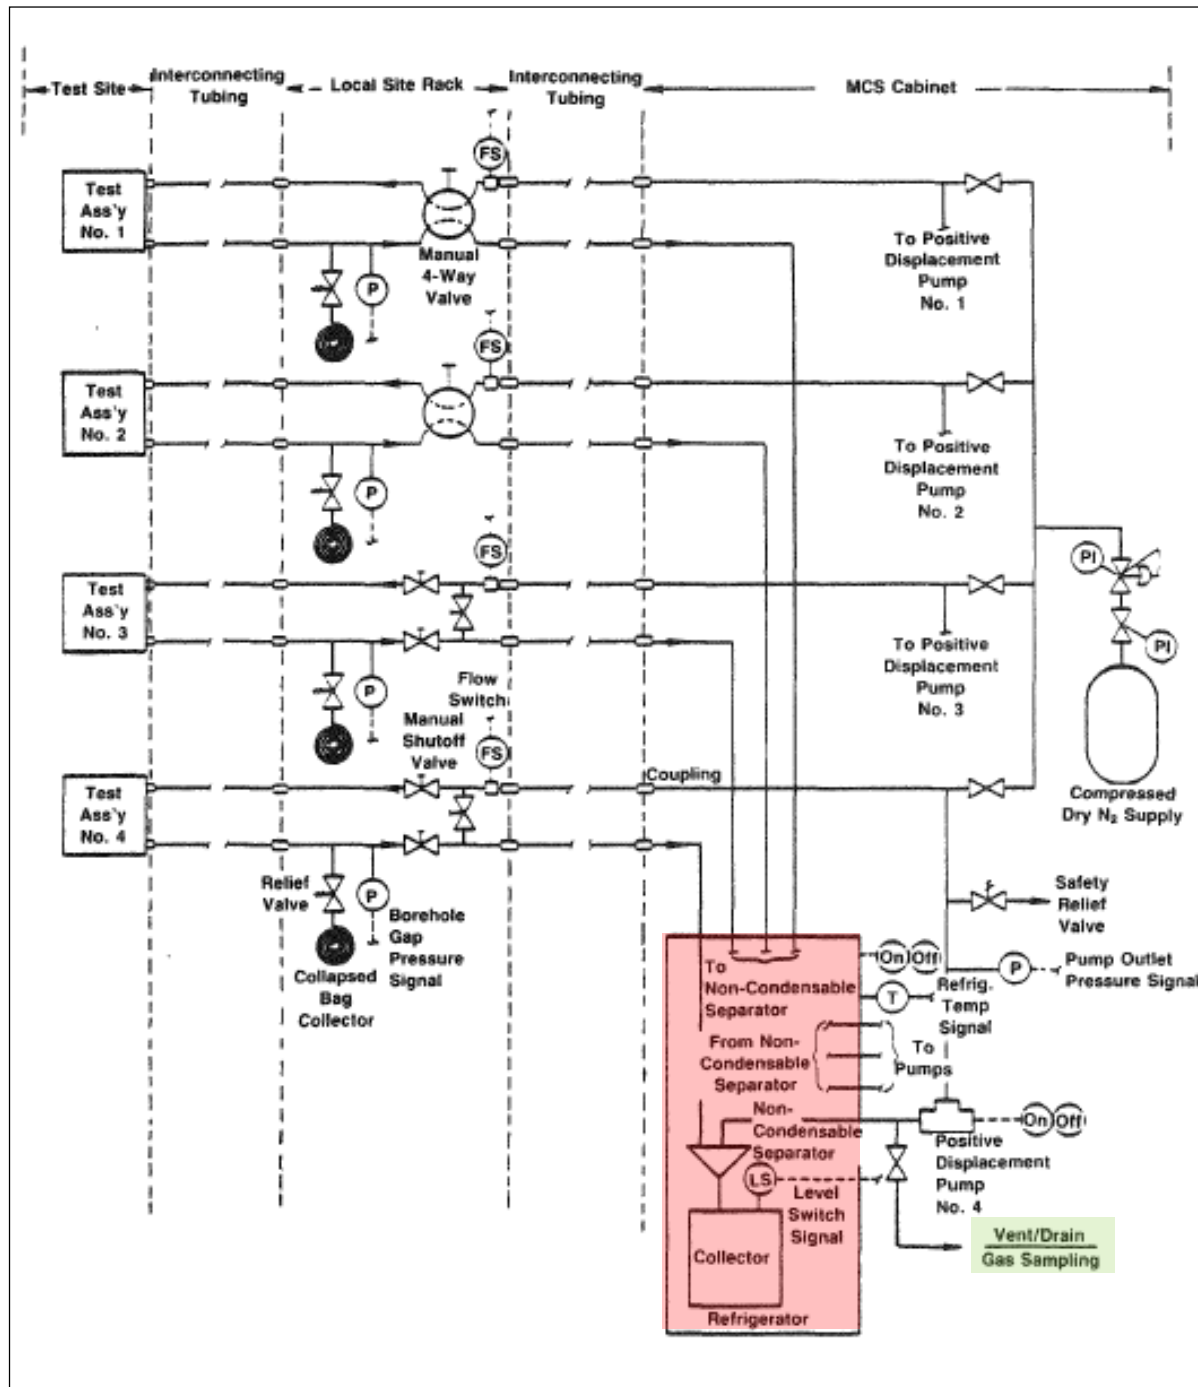 Test Site
Interconnecting
Tubing
Local Site Rack
Interconnecting
Tubing
MCS Cabinet
FS
Test
Ass'y
No. 1
Manual
4-Way
Valve
P
To Positive
Displacement
Pump
No. 1
FS
Test
Ass'y
No. 2
P
To Positive
Displacement
Pump
No. 2
FS
PI
PI
Test
Ass'y
No. 3
P
Flow
Switch
To Positive
Displacement
Pump
No. 3
Manual
Shutoff
Valve
FS
Coupling
Compressed
Dry N₂ Supply
Test
Ass'y
No. 4
Relief
Valve
P
Borehole
Gap
Pressure
Signal
Collapsed
Bag
Collector
Safety
Relief
Valve
On Off
P
Pump Outlet
Pressure Signal
To
Non-Condensable
Separator
T
Refrig.
Temp
Signal
From Non-
Condensable
Separator
To
Pumps
Non-
Condensable
Separator
On Off
Positive
Displacement
Pump
No. 4
LS
Level
Switch
Signal
Collector
Refrigerator
Vent/Drain
Gas Sampling